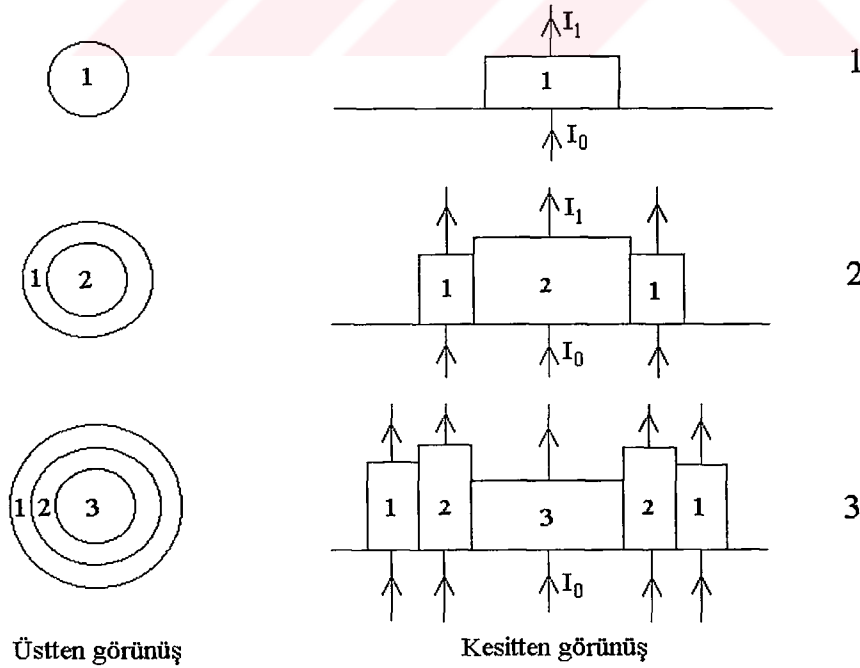 1 I1 1 1
I0
1 2 I1 1 2 1 2
I0
1 2 3 1 2 3 2 1 3
I0
Üstten görünüş Kesitten görünüş